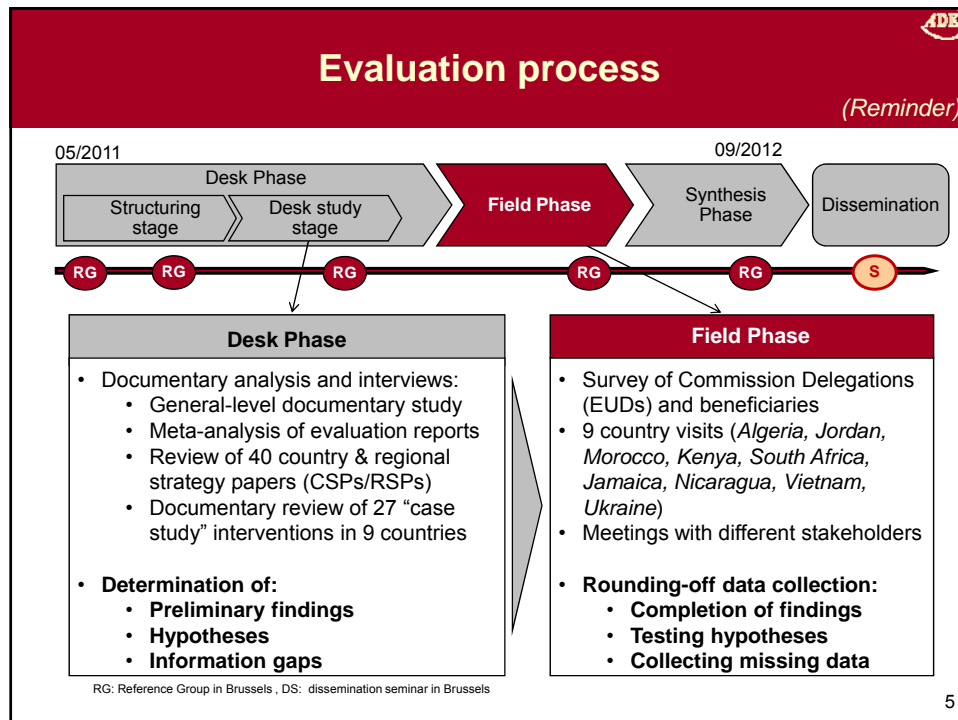 ADE
Evaluation process
(Reminder)
05/2011
09/2012
Desk Phase
Structuring
stage
Desk study
stage
Field Phase
Synthesis
Phase
Dissemination
RG
RG
RG
RG
RG
S
Desk Phase
• Documentary analysis and interviews:
• General-level documentary study
• Meta-analysis of evaluation reports
• Review of 40 country & regional
strategy papers (CSPs/RSPs)
• Documentary review of 27 “case
study” interventions in 9 countries
• Determination of:
• Preliminary findings
• Hypotheses
• Information gaps
Field Phase
• Survey of Commission Delegations
(EUDs) and beneficiaries
• 9 country visits (Algeria, Jordan,
Morocco, Kenya, South Africa,
Jamaica, Nicaragua, Vietnam,
Ukraine)
• Meetings with different stakeholders
• Rounding-off data collection:
• Completion of findings
• Testing hypotheses
• Collecting missing data
RG: Reference Group in Brussels , DS: dissemination seminar in Brussels
5